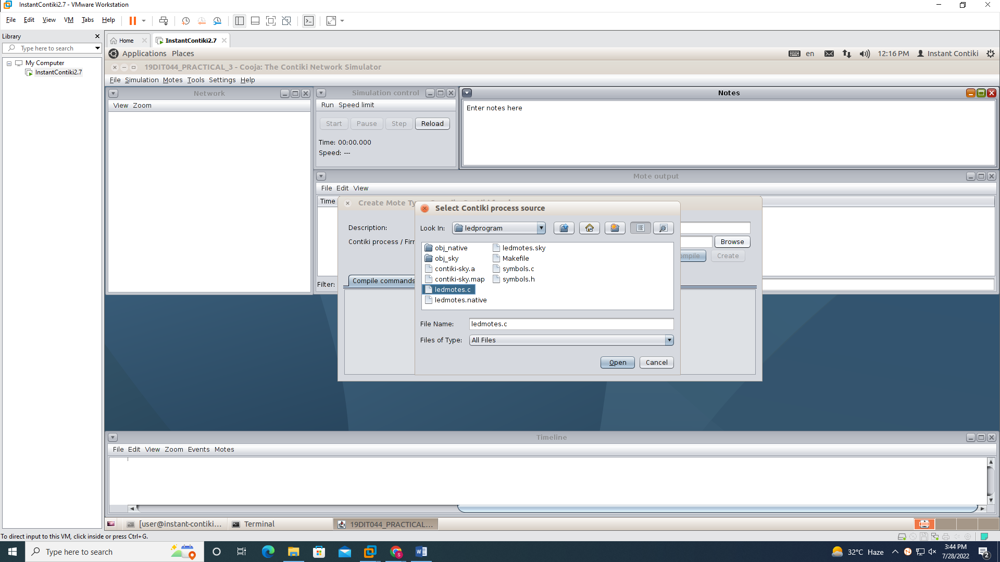 InstantContiki2.7 - VMware Workstation
File Edit View VM Tabs Help
Library
Type here to search
My Computer
InstantContiki2.7
Home
InstantContiki2.7
Applications Places
en
12:16 PM
Instant Contiki
19DIT044_PRACTICAL_3 - Cooja: The Contiki Network Simulator
File Simulation Motes Tools Settings Help
Network
View Zoom
Simulation control
Run Speed limit
Start Pause Step Reload
Time: 00:00.000
Speed: ---
Notes
Enter notes here
Mote output
File Edit View
Time
Filter:
Create Mote Ty
Description:
Contiki process / Firm
Browse
mpile
Create
Compile commands
Select Contiki process source
Look In: ledprogram
obj_native
obj_sky
contiki-sky.a
contiki-sky.map
ledmotes.c
ledmotes.native
ledmotes.sky
Makefile
symbols.c
symbols.h
File Name: ledmotes.c
Files of Type: All Files
Open Cancel
Timeline
File Edit View Zoom Events Motes
[user@instant-contiki...
Terminal
19DIT044_PRACTICAL...
To direct input to this VM, click inside or press Ctrl+G.
Type here to search
32°C Haze
3:44 PM
7/28/2022
2